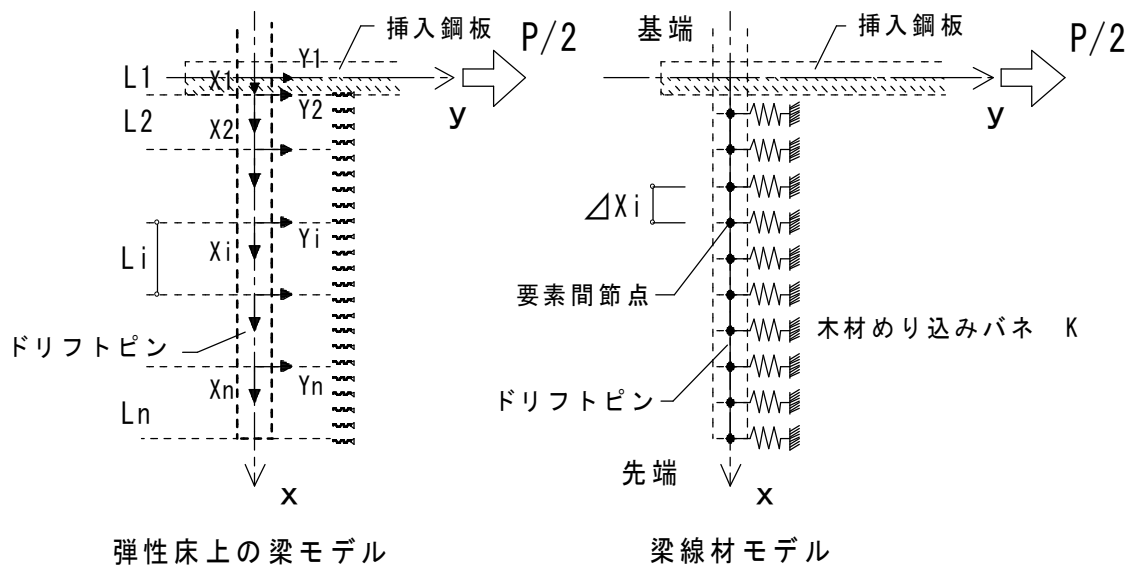 挿入鋼板
P/2
L1
X1
Y1
y
L2
X2
Y2
Li
Xi
Yi
ドリフトピン
Xn
Yn
Ln
x
弾性床上の梁モデル
基端
挿入鋼板
P/2
y
⊿Xi
要素間節点
木材めり込みバネ K
ドリフトピン
先端
x
梁線材モデル